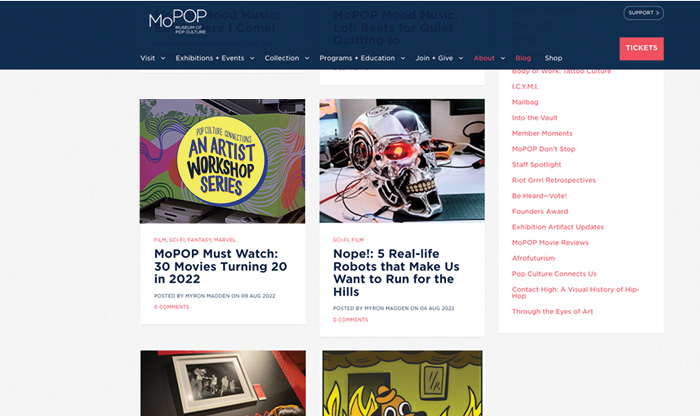 MoPOP
MUSEUM OF
POP CULTURE
SUPPORT >
TICKETS
Visit Exhibitions + Events Collection Programs + Education Join + Give About Blog Shop
MoPOP Mood Music:
Here I Come!
MoPOP Mood Music:
Lofi Beats for Quiet
Quitting to
Body of Work: Tattoo Culture
I.C.Y.M.I.
Mailbag
Into the Vault
Member Moments
MoPOP Don't Stop
Staff Spotlight
Riot Grrrl Retrospectives
Be Heard—Vote!
Founders Award
Exhibition Artifact Updates
MoPOP Movie Reviews
Afrofuturism
Pop Culture Connects Us
Contact High: A Visual History of Hip-
Hop
Through the Eyes of Art
POP CULTURE CONNECTIONS
AN ARTIST
WORKSHOP
SERIES
FILM, SCI-FI, FANTASY, MARVEL
MoPOP Must Watch:
30 Movies Turning 20
in 2022
POSTED BY MYRON MADDEN ON 09 AUG 2022
0 COMMENTS
SCI-FI, FILM
Nope!: 5 Real-life
Robots that Make Us
Want to Run for the
Hills
POSTED BY MYRON MADDEN ON 04 AUG 2022
0 COMMENTS